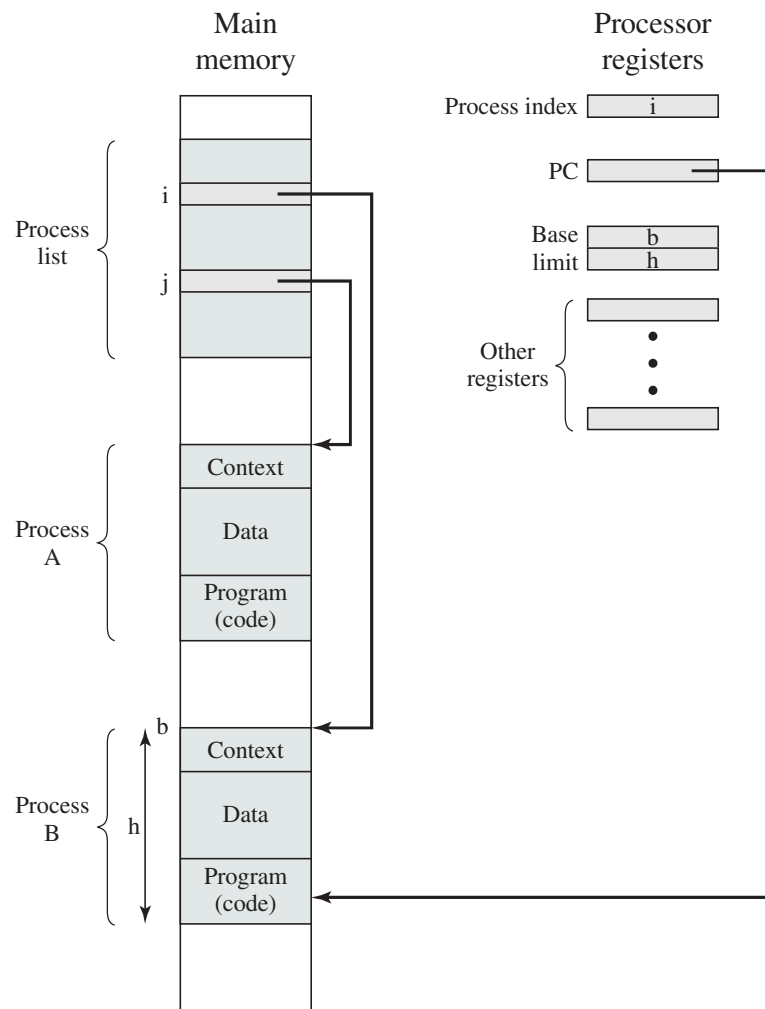 Main
memory
Processor
registers
Process index
i
PC
i
Process
list
Base
limit
b
h
j
Other
registers
Context
Process
A
Data
Program
(code)
b
Context
Process
B
h
Data
Program
(code)